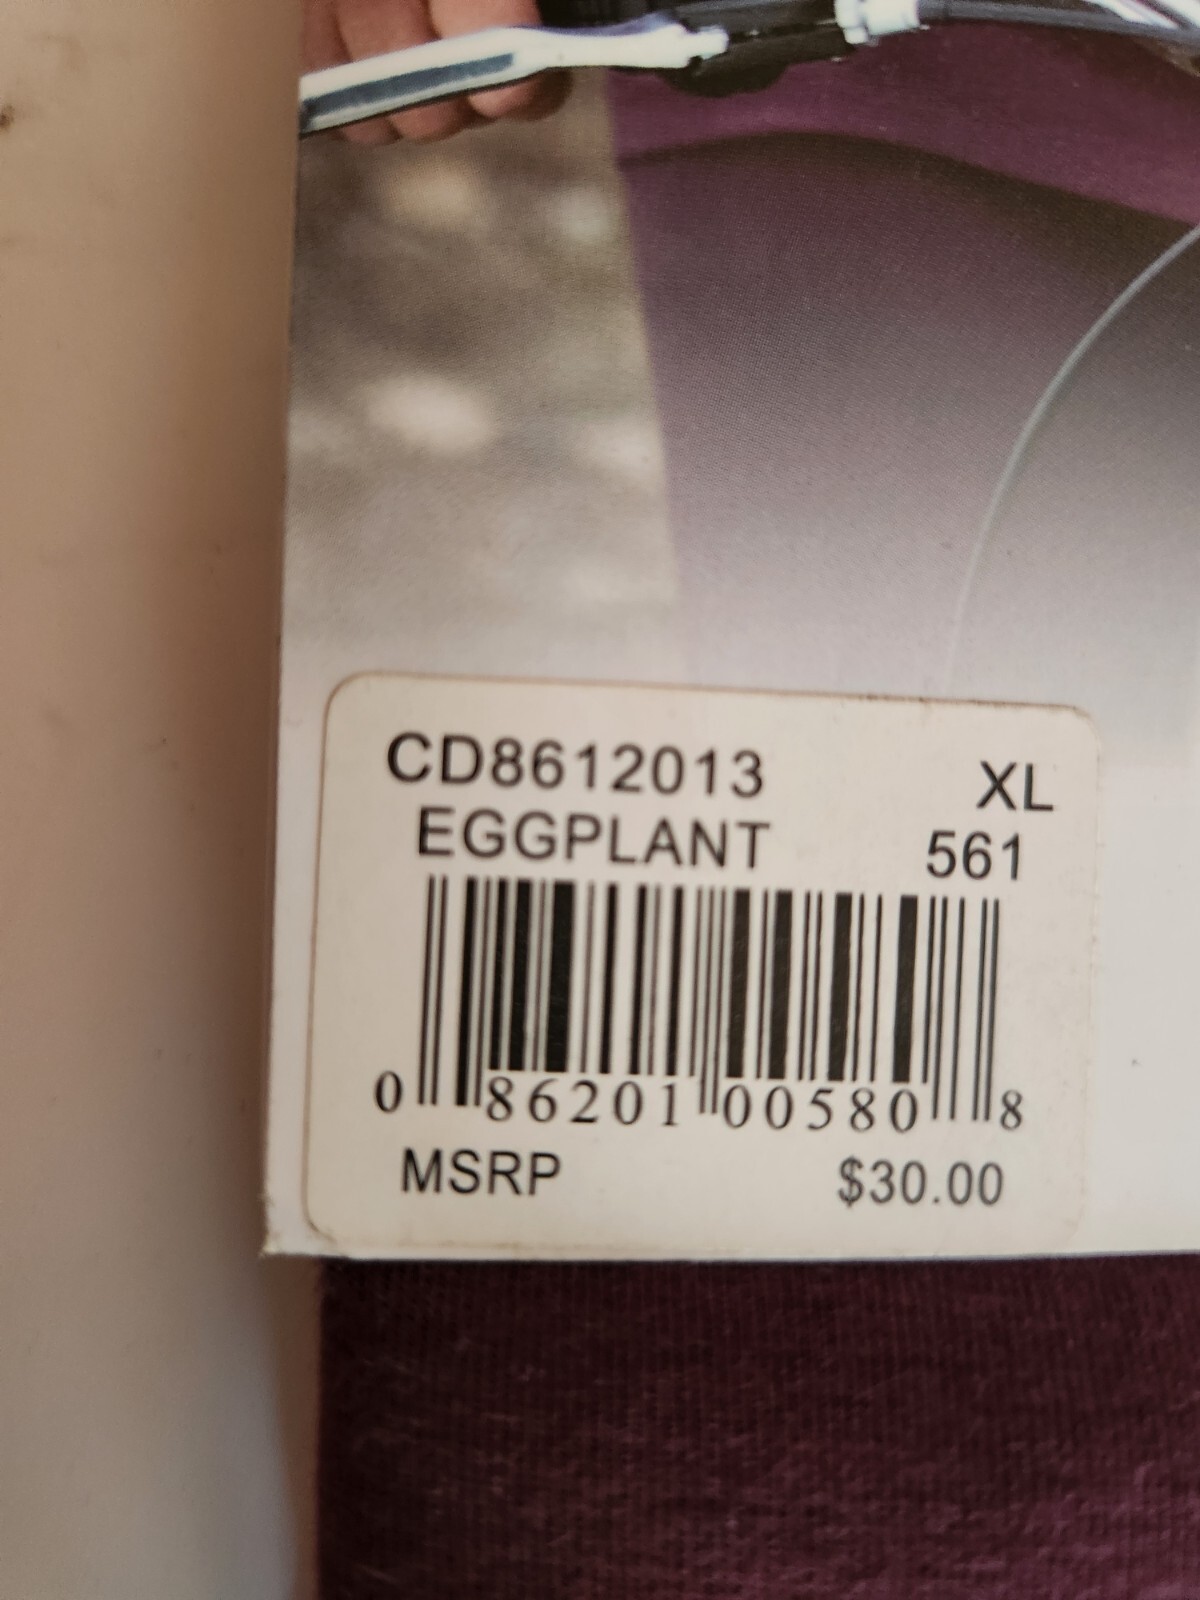 CD8612013 XL
EGGPLANT 561
0 86201 00580 8
MSRP $30.00